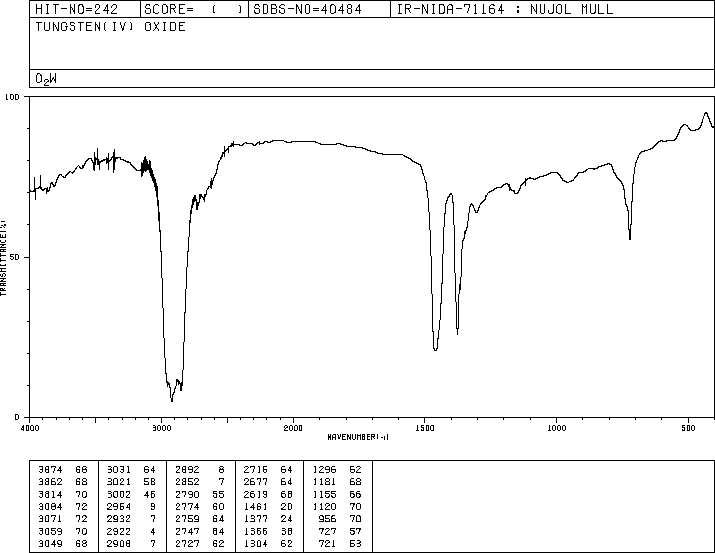 HIT-NO=242 SCORE= ( ) SDBS-NO=40484 IR-NIDA-71164 : NUJOL MULL
TUNGSTEN(IV) OXIDE
O2W
100
TRANSMITTANCE(%)
50
0
4000 3000 2000 1500 1000 500
WAVENUMBER(-1)
3874 68 3031 64 2892 8 2716 64 1296 62
3862 68 3021 58 2852 7 2677 64 1181 68
3814 70 3002 46 2790 55 2619 68 1155 66
3084 72 2954 9 2774 60 1461 20 1120 70
3071 72 2932 7 2759 64 1377 24 956 70
3059 70 2922 4 2747 64 1366 38 727 57
3049 68 2908 7 2727 62 1304 62 721 53